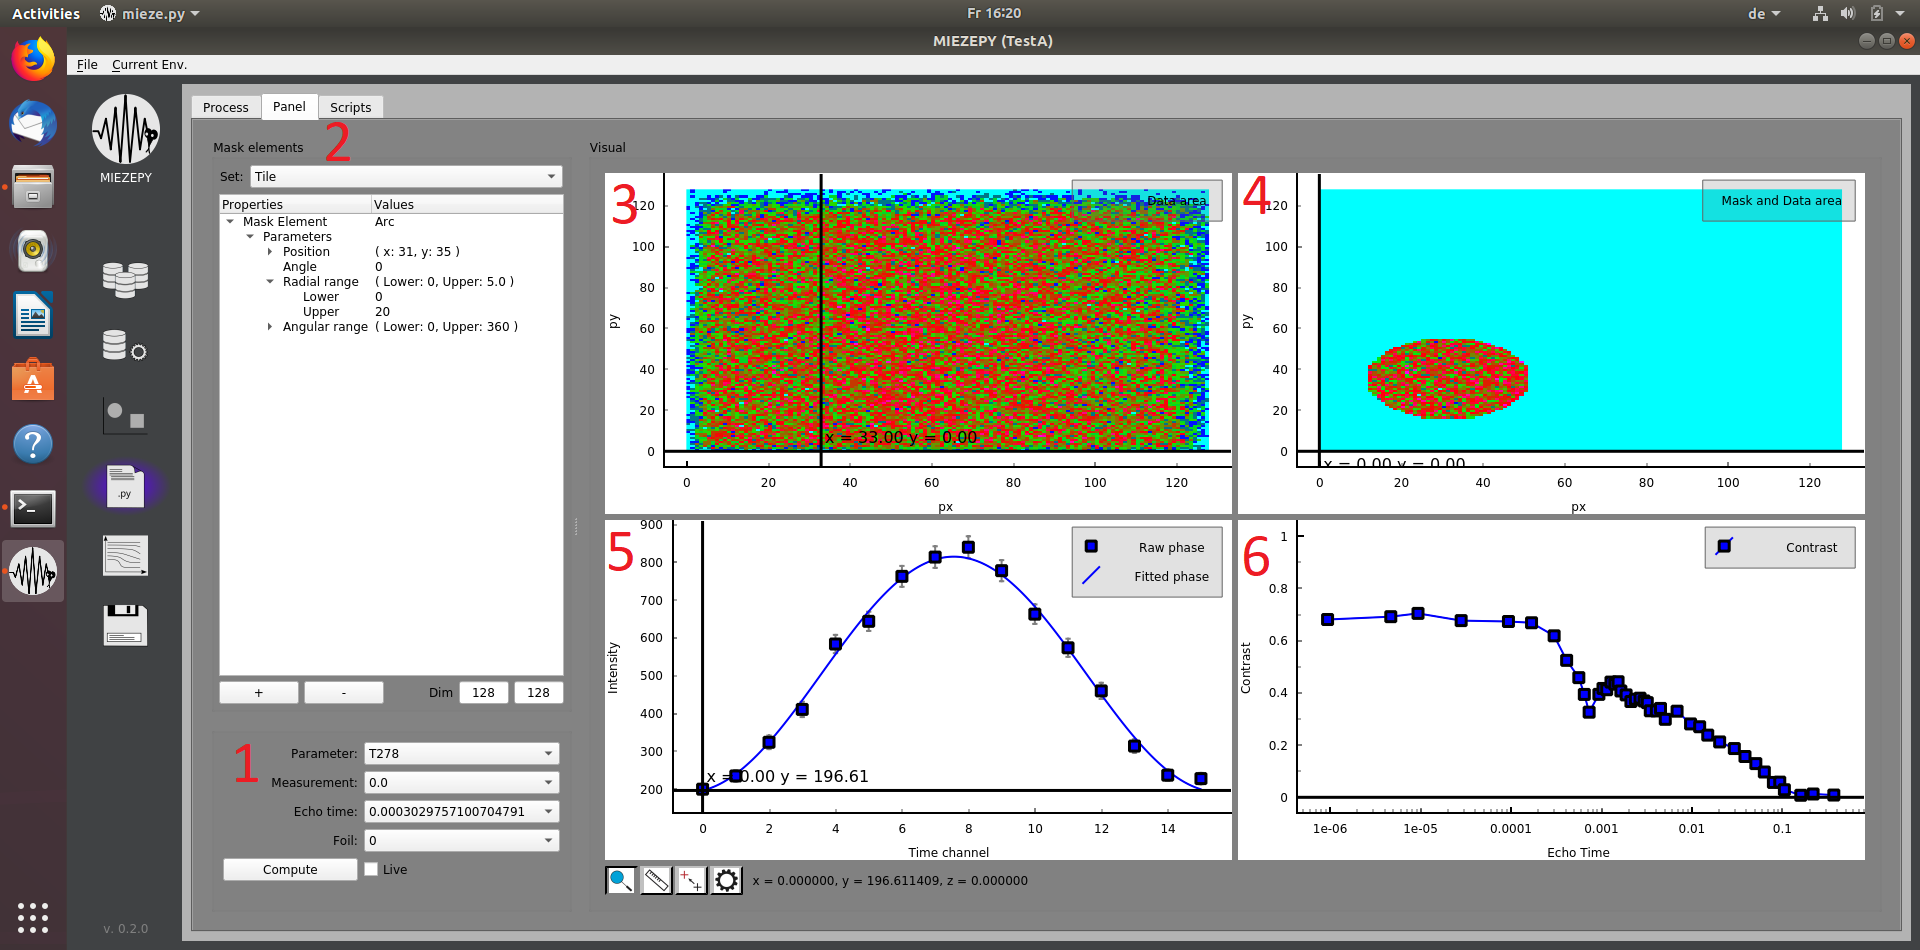 Activities mieze.py Fr 16:20 de
MIEZEPY (TestA)
File Current Env.
MIEZEPY
.py
v. 0.2.0
Process Panel Scripts
2
Mask elements
Set: Tile
Properties Values
Mask Element Arc
Parameters
Position ( x: 31, y: 35 )
Angle 0
Radial range ( Lower: 0, Upper: 5.0 )
Lower 0
Upper 20
Angular range ( Lower: 0, Upper: 360 )
+ - Dim 128 128
1
Parameter: T278
Measurement: 0.0
Echo time: 0.0003029757100704791
Foil: 0
Compute Live
Visual
3
Data area
120
100
80
60
40
20
0
py
x = 33.00 y = 0.00
0 20 40 60 80 100 120
px
4
Mask and Data area
120
100
80
60
40
20
0
py
x = 0.00 y = 0.00
0 20 40 60 80 100 120
px
5
Raw phase
Fitted phase
900
800
700
600
500
400
300
200
Intensity
x = 0.00 y = 196.61
0 2 4 6 8 10 12 14
Time channel
6
Contrast
1
0.8
0.6
0.4
0.2
0
Contrast
1e-06 1e-05 0.0001 0.001 0.01 0.1
Echo Time
x = 0.000000, y = 196.611409, z = 0.000000